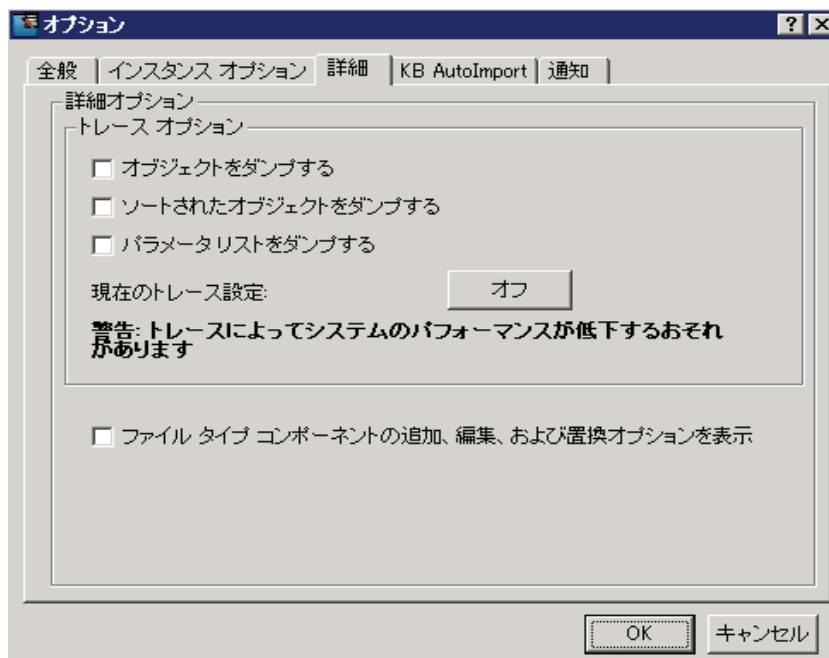 オプション
全般
インスタンス オプション
詳細
KB AutoImport
通知
詳細オプション
トレース オプション
オブジェクトをダンプする
ソートされたオブジェクトをダンプする
パラメータ リストをダンプする
現在のトレース設定:
オフ
警告: トレースによってシステムのパフォーマンスが低下するおそれ
があります
ファイル タイプ コンポーネントの追加、編集、および置換オプションを表示
OK
キャンセル